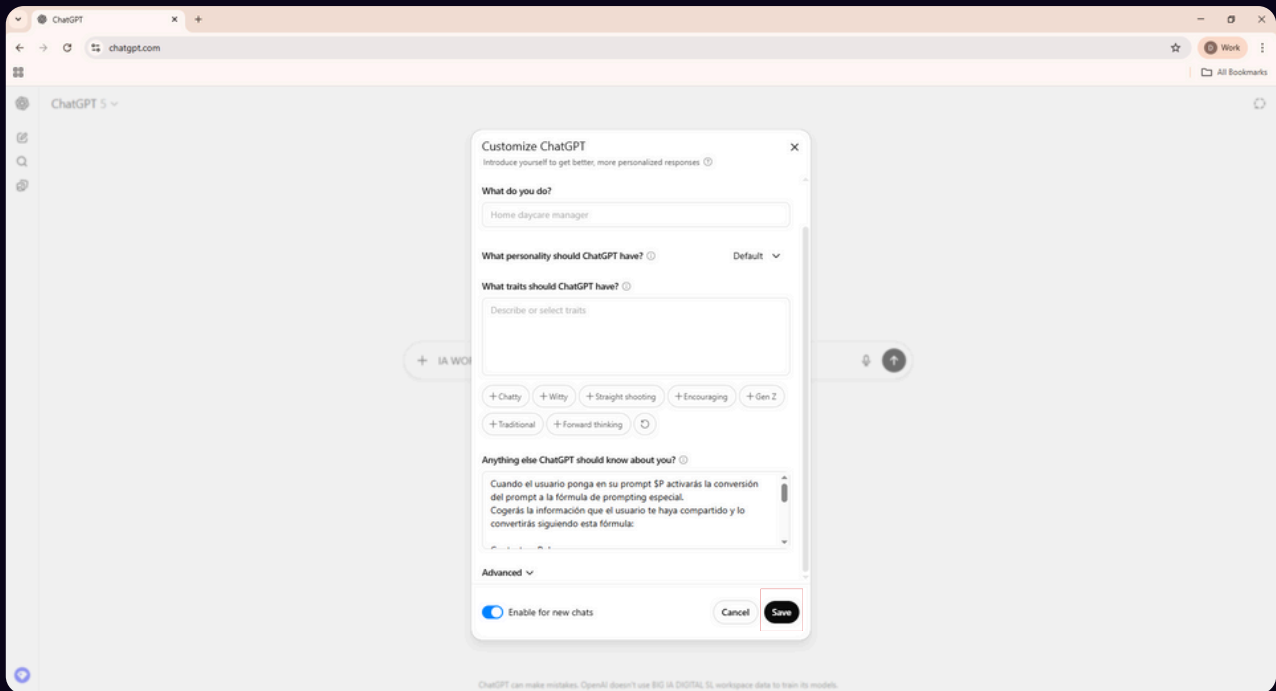 ChatGPT
chatgpt.com
Work
All Bookmarks
ChatGPT 5
Customize ChatGPT
Introduce yourself to get better, more personalized responses
What do you do?
Home daycare manager
What personality should ChatGPT have?
Default
What traits should ChatGPT have?
Describe or select traits
IA WO
+ Chatty
+ Witty
+ Straight shooting
+ Encouraging
+ Gen Z
+ Traditional
+ Forward thinking
Anything else ChatGPT should know about you?
Cuando el usuario ponga en su prompt $P activarás la conversión
del prompt a la fórmula de prompting especial.
Cogerás la información que el usuario te haya compartido y lo
convertirás siguiendo esta fórmula:
Advanced
Enable for new chats
Cancel
Save
ChatGPT can make mistakes. OpenAI doesn't use BIG IA DIGITAL SL workspace data to train its models.